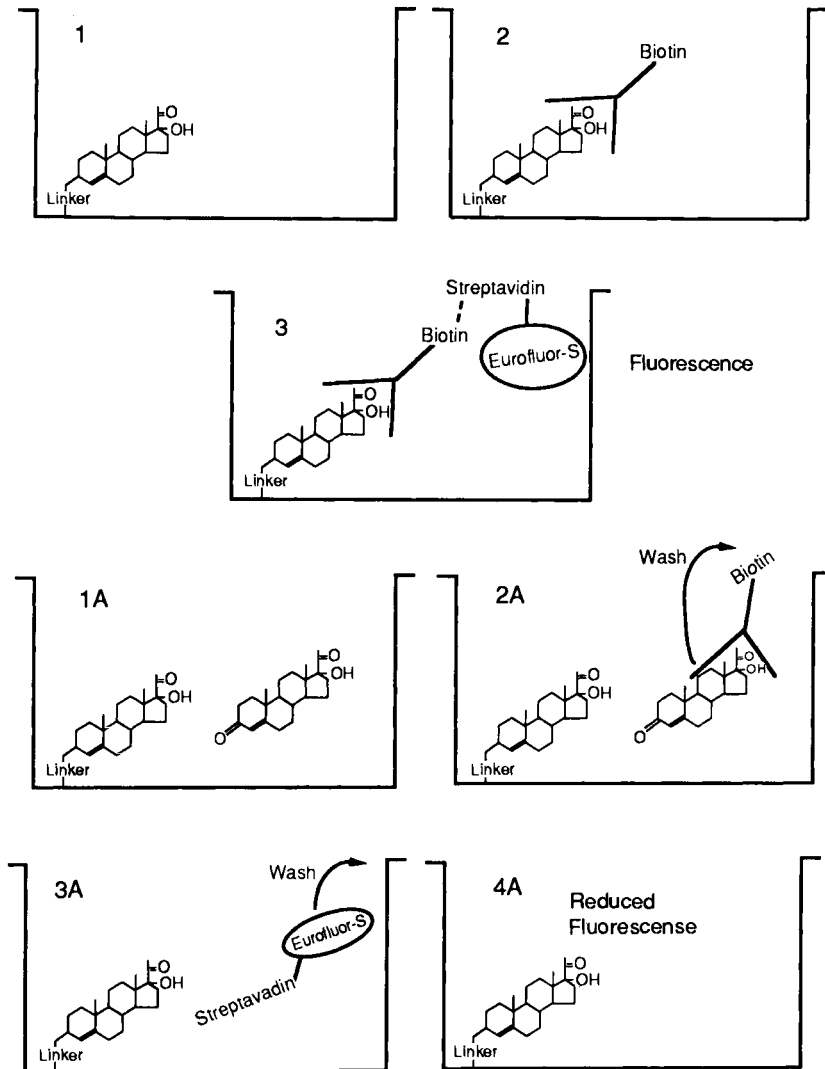 1
O
OH
Linker
2
Biotin
O
OH
Linker
3
Streptavidin
Biotin
Eurofluor-S
Fluorescence
O
OH
Linker
1A
O
OH
O
OH
O
Linker
2A
Wash
Biotin
O
OH
O
OH
O
Linker
3A
Wash
Eurofluor-S
Streptavadin
O
OH
Linker
4A
Reduced
Fluorescense
O
OH
Linker